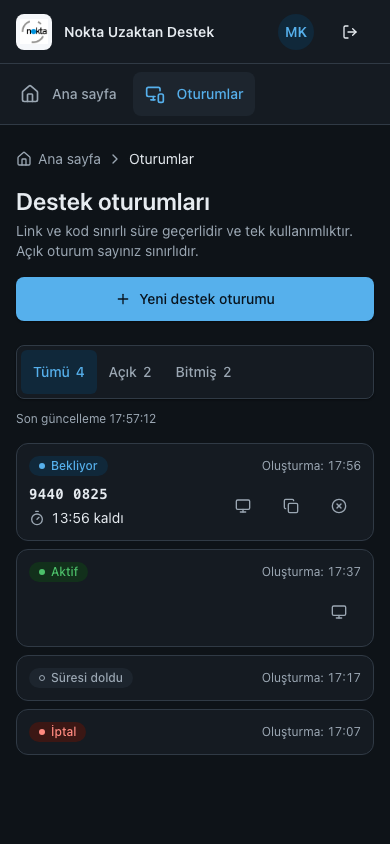 nokta
Nokta Uzaktan Destek
MK
Ana sayfa
Oturumlar
Ana sayfa
Oturumlar
Destek oturumları
Link ve kod sınırlı süre geçerlidir ve tek kullanımlıktır.
Açık oturum sayınız sınırlıdır.
Yeni destek oturumu
Tümü 4
Açık 2
Bitmiş 2
Son güncelleme 17:57:12
Bekliyor
Oluşturma: 17:56
9440 0825
13:56 kaldı
Aktif
Oluşturma: 17:37
Süresi doldu
Oluşturma: 17:17
İptal
Oluşturma: 17:07